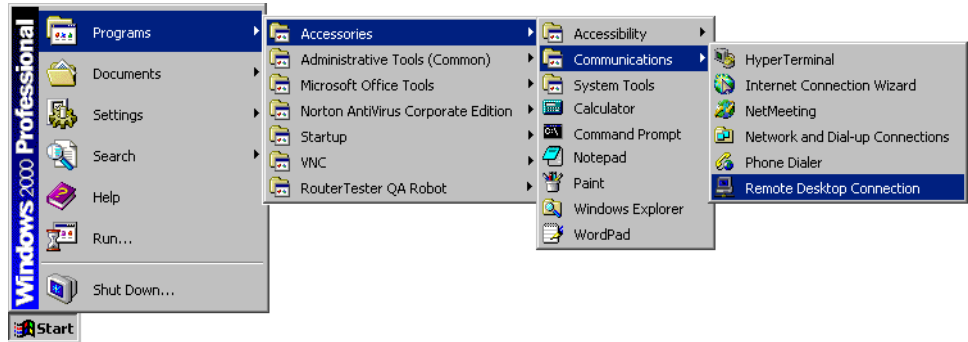 Windows 2000 Professional
Programs
Documents
Settings
Search
Help
Run...
Shut Down...
Start
Accessories
Administrative Tools (Common)
Microsoft Office Tools
Norton AntiVirus Corporate Edition
Startup
VNC
RouterTester QA Robot
Accessibility
Communications
System Tools
Calculator
Command Prompt
Notepad
Paint
Windows Explorer
WordPad
HyperTerminal
Internet Connection Wizard
NetMeeting
Network and Dial-up Connections
Phone Dialer
Remote Desktop Connection